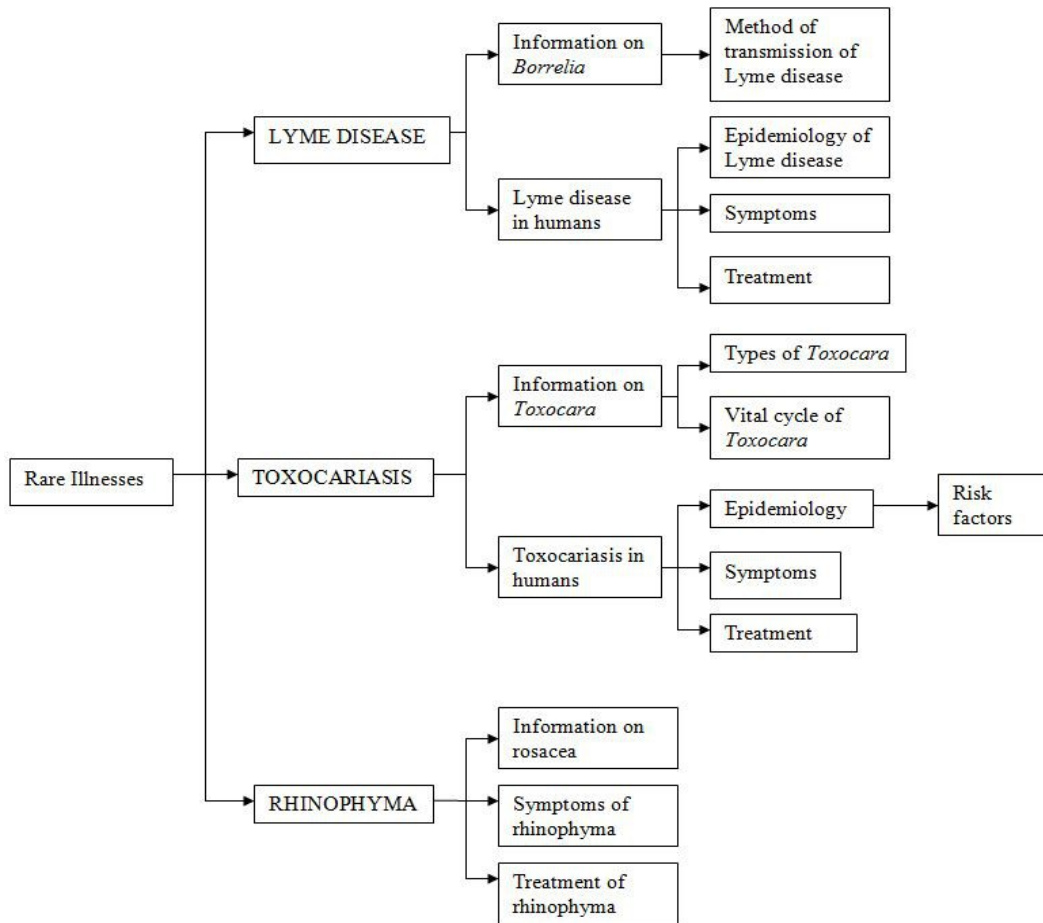 Rare Illnesses
LYME DISEASE
Information on
Borrelia
Method of
transmission of
Lyme disease
Lyme disease
in humans
Epidemiology of
Lyme disease
Symptoms
Treatment
TOXOCARIASIS
Information on
Toxocara
Types of Toxocara
Vital cycle of
Toxocara
Toxocariasis in
humans
Epidemiology
Risk
factors
Symptoms
Treatment
RHINOPHYMA
Information on
rosacea
Symptoms of
rhinophyma
Treatment of
rhinophyma